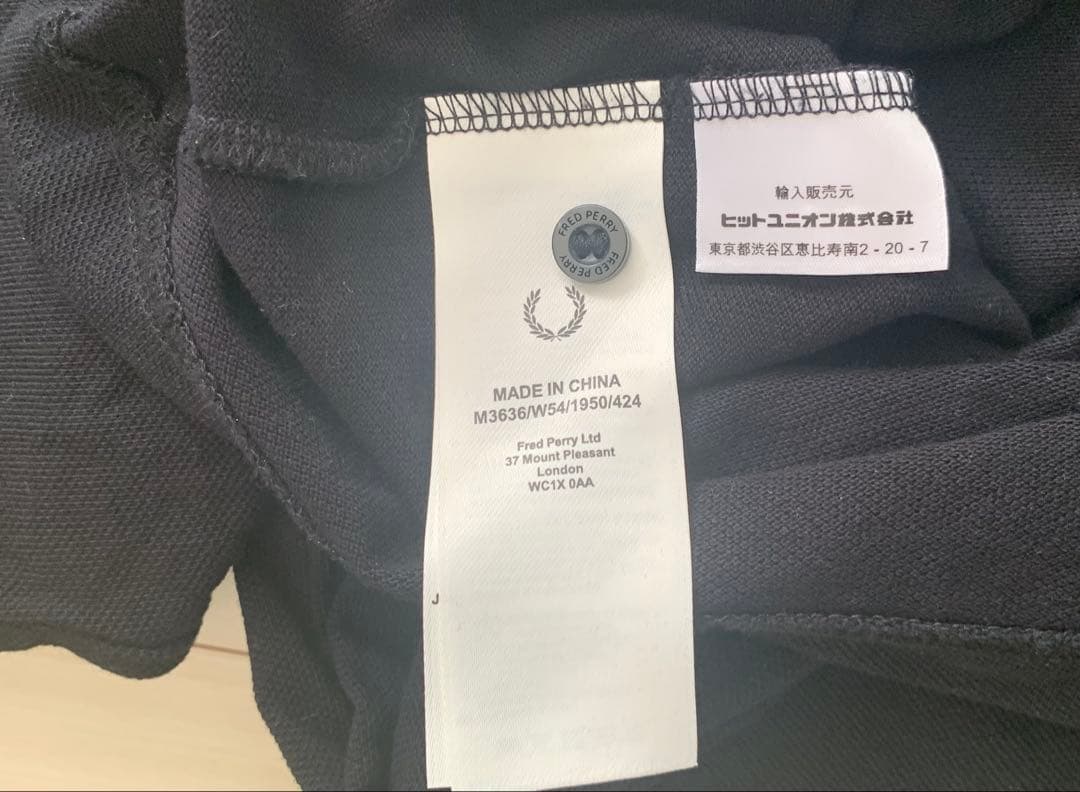 FRED PERRY
FRED PERRY
MADE IN CHINA
M3636/W54/1950/424
Fred Perry Ltd
37 Mount Pleasant
London
WC1X 0AA
J
輸入販売元
ヒットユニオン株式会社
東京都渋谷区恵比寿南2-20-7